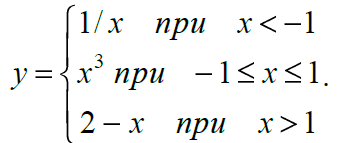 1/x при x < −1
y = { x³ при −1 ≤ x ≤ 1.
2 − x при x > 1